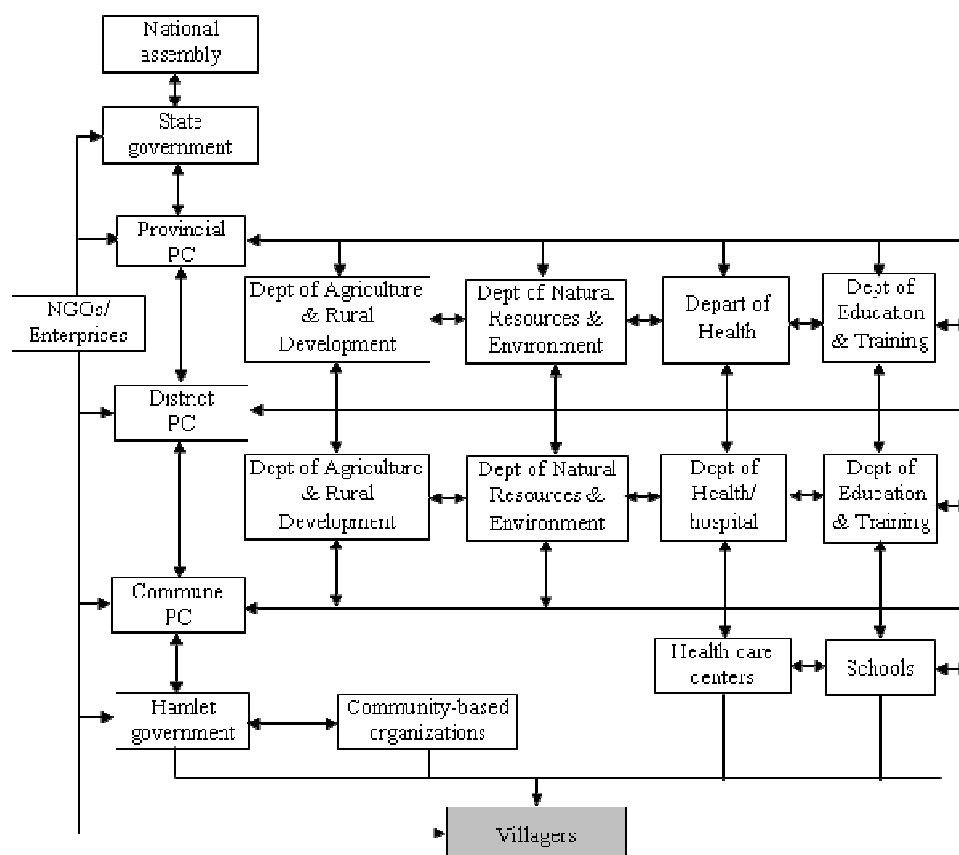 National
assembly
State
government
Provincial
PC
NGOs/
Enterprises
Dept of Agriculture
& Rural
Development
Dept of Natural
Resources &
Environment
Depart of
Health
Dept of
Education
& Training
District
PC
Dept of Agriculture
& Rural
Development
Dept of Natural
Resources &
Environment
Dept of
Health/
hospital
Dept of
Education
& Training
Commune
PC
Health care
centers
Schools
Hamlet
government
Community-based
organizations
Villagers